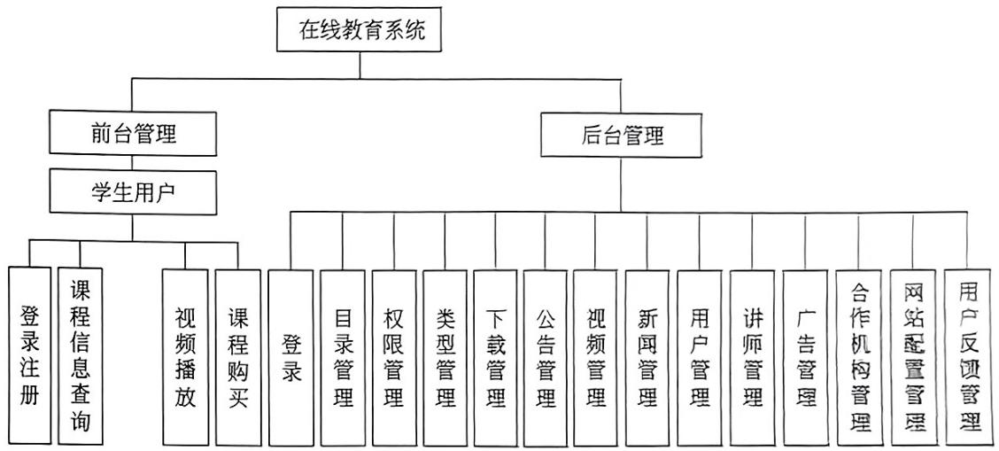 在线教育系统
前台管理
后台管理
学生用户
登录注册
课程信息查询
视频播放
课程购买
登录
目录管理
权限管理
类型管理
下载管理
公告管理
视频管理
新闻管理
用户管理
讲师管理
广告管理
合作机构管理
网站配置管理
用户反馈管理